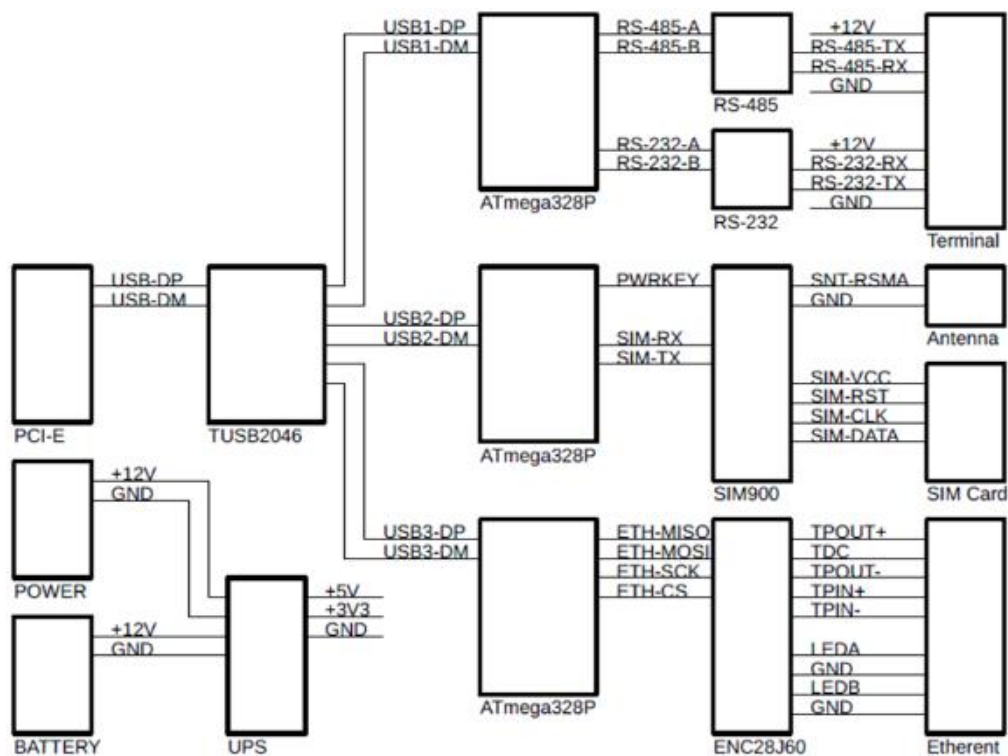 USB1-DP
USB1-DM
ATmega328P
RS-485-A
RS-485-B
RS-485
+12V
RS-485-TX
RS-485-RX
GND
RS-232-A
RS-232-B
RS-232
+12V
RS-232-RX
RS-232-TX
GND
Terminal
USB-DP
USB-DM
PCI-E
TUSB2046
USB2-DP
USB2-DM
ATmega328P
PWRKEY
SIM-RX
SIM-TX
SIM900
SNT-RSMA
GND
Antenna
SIM-VCC
SIM-RST
SIM-CLK
SIM-DATA
SIM Card
+12V
GND
POWER
+12V
GND
BATTERY
+5V
+3V3
GND
UPS
USB3-DP
USB3-DM
ATmega328P
ETH-MISO
ETH-MOSI
ETH-SCK
ETH-CS
ENC28J60
TPOUT+
TDC
TPOUT-
TPIN+
TPIN-
LEDA
GND
LEDB
GND
Etherent